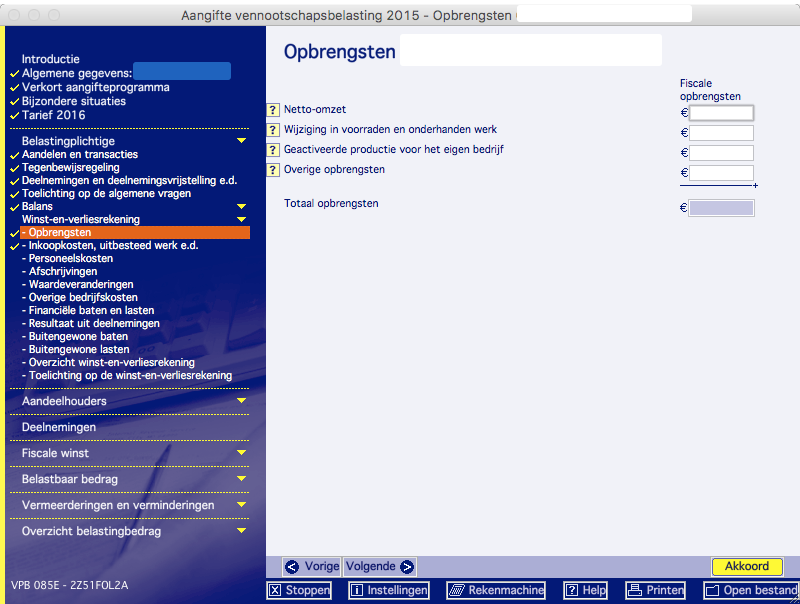 Aangifte vennootschapsbelasting 2015 - Opbrengsten
Introductie
Algemene gegevens:
Verkort aangifteprogramma
Bijzondere situaties
Tarief 2016
Belastingplichtige
Aandelen en transacties
Tegenbewijsregeling
Deelnemingen en deelnemingsvrijstelling e.d.
Toelichting op de algemene vragen
Balans
Winst-en-verliesrekening
- Opbrengsten
- Inkoopkosten, uitbesteed werk e.d.
- Personeelskosten
- Afschrijvingen
- Waardeveranderingen
- Overige bedrijfskosten
- Financiële baten en lasten
- Resultaat uit deelnemingen
- Buitengewone baten
- Buitengewone lasten
- Overzicht winst-en-verliesrekening
- Toelichting op de winst-en-verliesrekening
Aandeelhouders
Deelnemingen
Fiscale winst
Belastbaar bedrag
Vermeerderingen en verminderingen
Overzicht belastingbedrag
VPB 085E - 2Z51FOL2A
Opbrengsten
Fiscale
opbrengsten
? Netto-omzet €
? Wijziging in voorraden en onderhanden werk €
? Geactiveerde productie voor het eigen bedrijf €
? Overige opbrengsten €
+
Totaal opbrengsten €
Vorige Volgende Akkoord
Stoppen Instellingen Rekenmachine Help Printen Open bestand